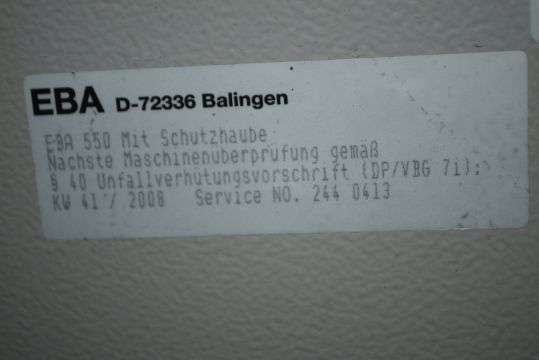 EBA D-72336 Balingen
EBA 550 Mit Schutzhaube
Nächste Maschinenüberprüfung gemäß
§ 40 Unfallverhütungsvorschrift (DP/VBG 7i):
KW 41 / 2008 Service NO. 244 0413